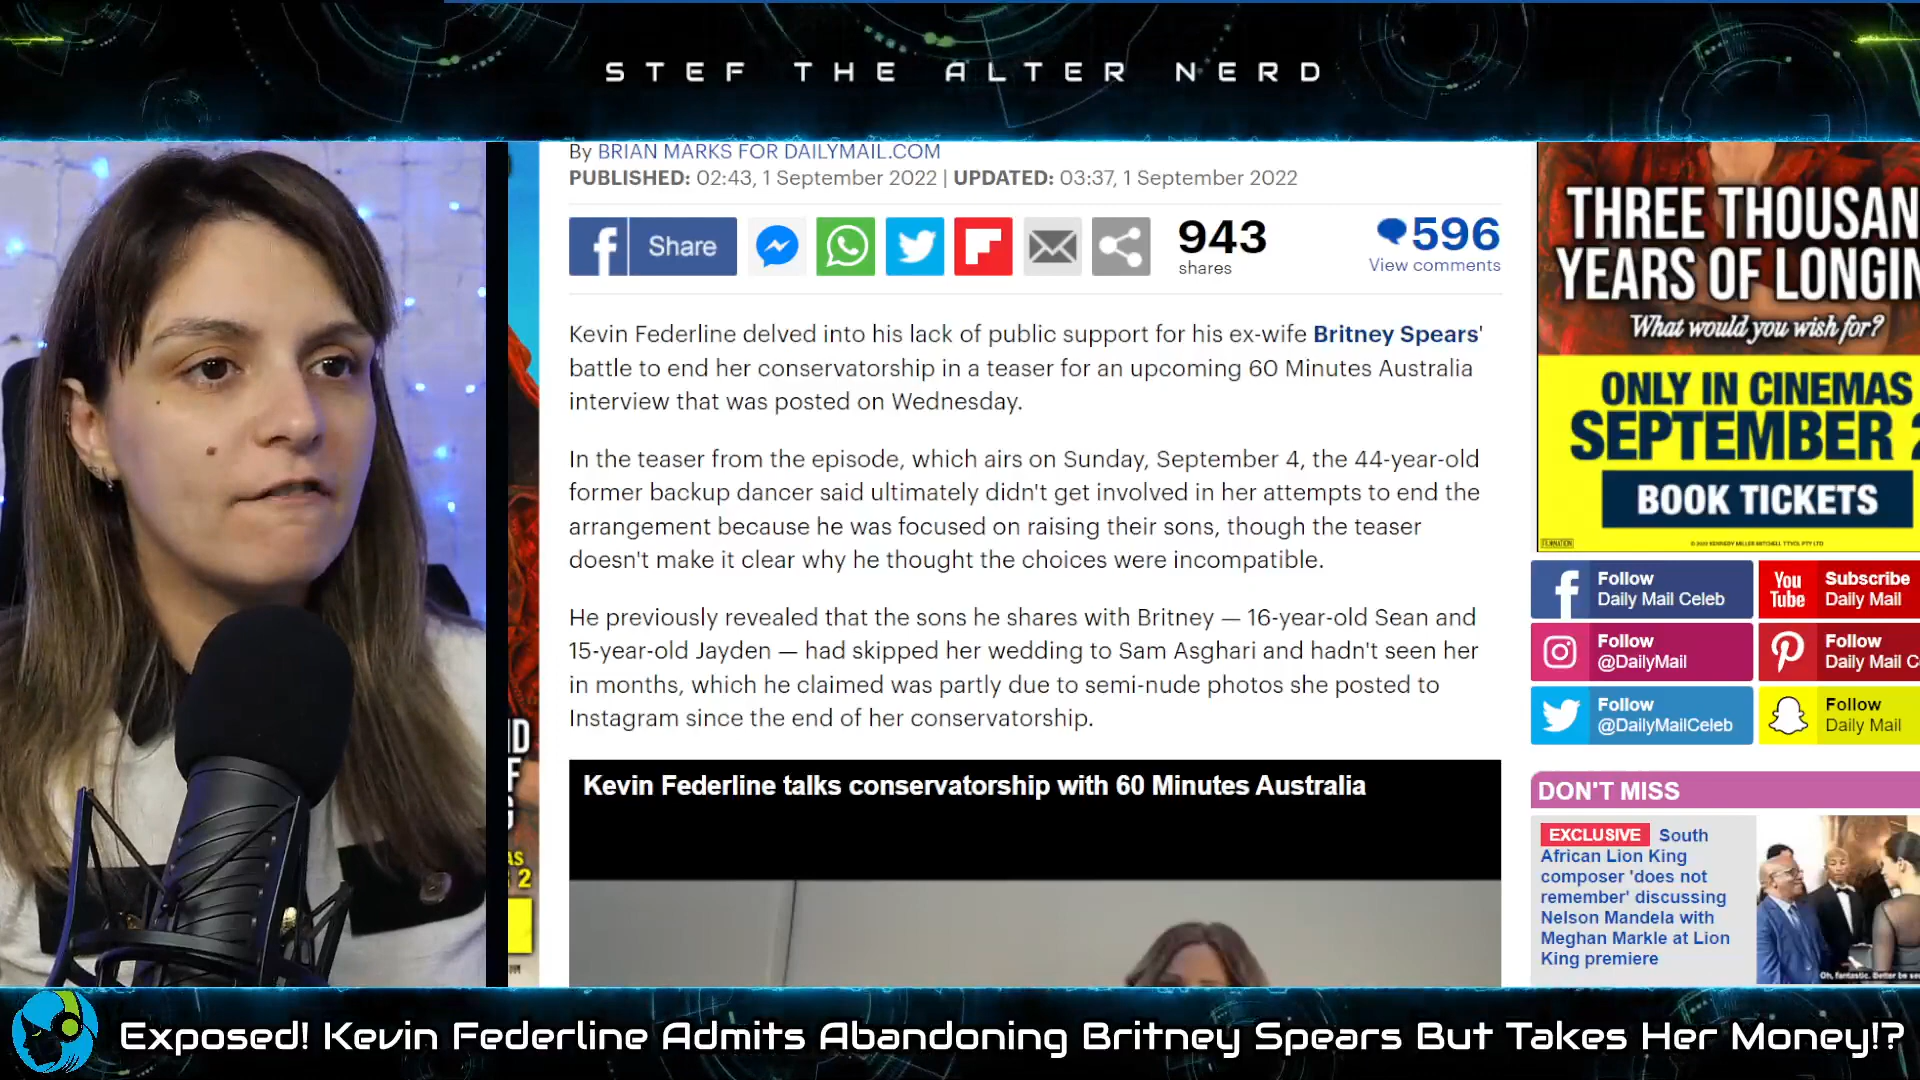 STEF THE ALTER NERD
By BRIAN MARKS FOR DAILYMAIL.COM
PUBLISHED: 02:43, 1 September 2022 | UPDATED: 03:37, 1 September 2022
f Share
943
shares
596
View comments
Kevin Federline delved into his lack of public support for his ex-wife Britney Spears'
battle to end her conservatorship in a teaser for an upcoming 60 Minutes Australia
interview that was posted on Wednesday.
In the teaser from the episode, which airs on Sunday, September 4, the 44-year-old
former backup dancer said ultimately didn't get involved in her attempts to end the
arrangement because he was focused on raising their sons, though the teaser
doesn't make it clear why he thought the choices were incompatible.
He previously revealed that the sons he shares with Britney — 16-year-old Sean and
15-year-old Jayden — had skipped her wedding to Sam Asghari and hadn't seen her
in months, which he claimed was partly due to semi-nude photos she posted to
Instagram since the end of her conservatorship.
Kevin Federline talks conservatorship with 60 Minutes Australia
THREE THOUSAN
YEARS OF LONGIN
What would you wish for?
ONLY IN CINEMAS
SEPTEMBER 2
BOOK TICKETS
Follow
Daily Mail Celeb
You
Tube
Subscribe
Daily Mail
Follow
@DailyMail
Follow
Daily Mail C
Follow
@DailyMailCeleb
Follow
Daily Mail
DON'T MISS
EXCLUSIVE South
African Lion King
composer 'does not
remember' discussing
Nelson Mandela with
Meghan Markle at Lion
King premiere
Oh, fantastic. Better be se
Exposed! Kevin Federline Admits Abandoning Britney Spears But Takes Her Money!?